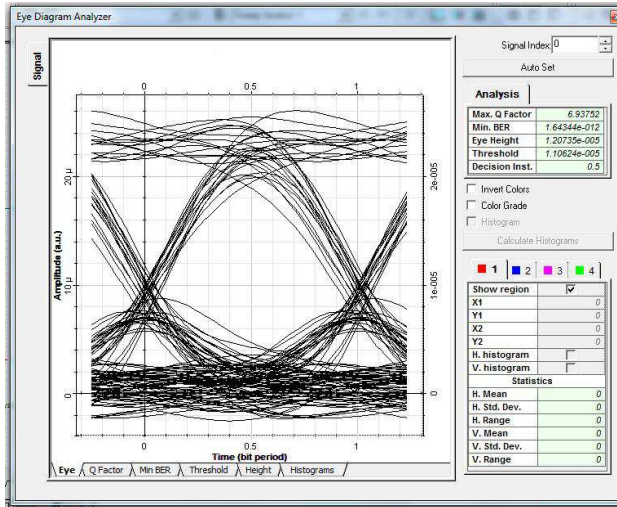 Eye Diagram Analyzer
Signal Index: 0
Auto Set
Signal
0 0.5 1
Analysis
Max. Q Factor 6.93752
Min. BER 1.64344e-012
Eye Height 1.20735e-005
Threshold 1.10624e-005
Decision Inst. 0.5
Invert Colors
Color Grade
Histogram
Calculate Histograms
Amplitude (a.u.)
20 µ
10 µ
0
2e-005
1e-005
0
1 2 3 4
Show region
X1 0
Y1 0
X2 0
Y2 0
H. histogram
V. histogram
Statistics
H. Mean 0
H. Std. Dev. 0
H. Range 0
V. Mean 0
V. Std. Dev. 0
V. Range 0
0 0.5 1
Time (bit period)
Eye Q Factor Min BER Threshold Height Histograms